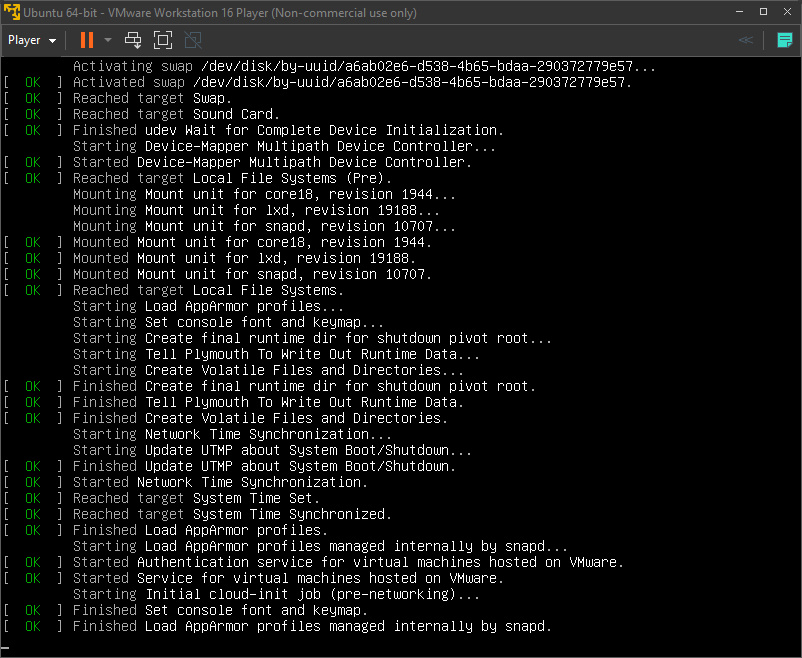 Ubuntu 64-bit - VMware Workstation 16 Player (Non-commercial use only)
Player
Activating swap /dev/disk/by-uuid/a6ab02e6-d538-4b65-bdaa-290372779e57...
[  OK  ] Activated swap /dev/disk/by-uuid/a6ab02e6-d538-4b65-bdaa-290372779e57.
[  OK  ] Reached target Swap.
[  OK  ] Reached target Sound Card.
[  OK  ] Finished udev Wait for Complete Device Initialization.
Starting Device-Mapper Multipath Device Controller...
[  OK  ] Started Device-Mapper Multipath Device Controller.
[  OK  ] Reached target Local File Systems (Pre).
Mounting Mount unit for core18, revision 1944...
Mounting Mount unit for lxd, revision 19188...
Mounting Mount unit for snapd, revision 10707...
[  OK  ] Mounted Mount unit for core18, revision 1944.
[  OK  ] Mounted Mount unit for lxd, revision 19188.
[  OK  ] Mounted Mount unit for snapd, revision 10707.
[  OK  ] Reached target Local File Systems.
Starting Load AppArmor profiles...
Starting Set console font and keymap...
Starting Create final runtime dir for shutdown pivot root...
Starting Tell Plymouth To Write Out Runtime Data...
Starting Create Volatile Files and Directories...
[  OK  ] Finished Create final runtime dir for shutdown pivot root.
[  OK  ] Finished Tell Plymouth To Write Out Runtime Data.
[  OK  ] Finished Create Volatile Files and Directories.
Starting Network Time Synchronization...
Starting Update UTMP about System Boot/Shutdown...
[  OK  ] Finished Update UTMP about System Boot/Shutdown.
[  OK  ] Started Network Time Synchronization.
[  OK  ] Reached target System Time Set.
[  OK  ] Reached target System Time Synchronized.
[  OK  ] Finished Load AppArmor profiles.
Starting Load AppArmor profiles managed internally by snapd...
[  OK  ] Started Authentication service for virtual machines hosted on VMware.
[  OK  ] Started Service for virtual machines hosted on VMware.
Starting Initial cloud-init job (pre-networking)...
[  OK  ] Finished Set console font and keymap.
[  OK  ] Finished Load AppArmor profiles managed internally by snapd.